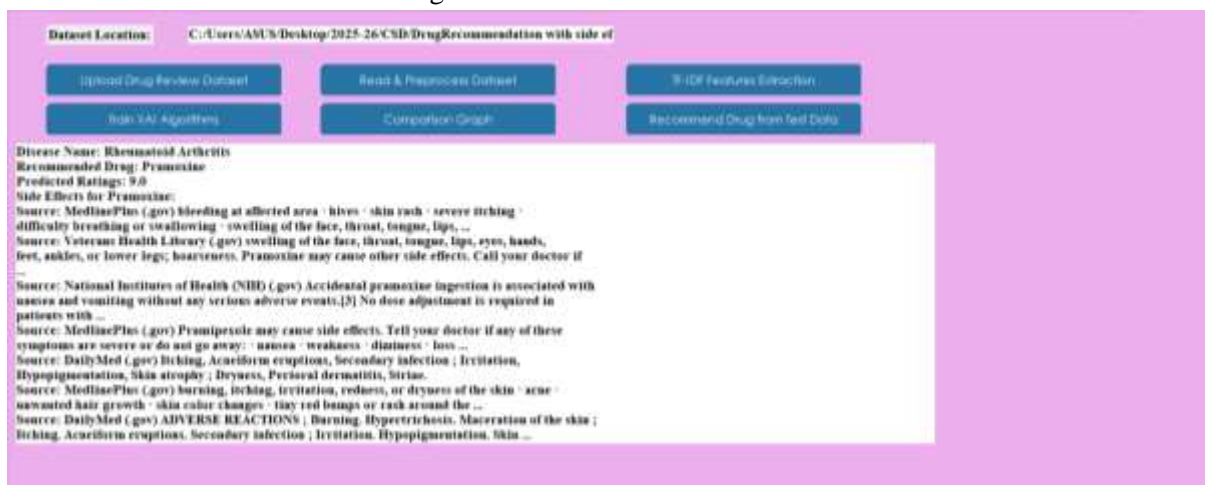 Dataset Location: C:/Users/ASUS/Desktop/2025-26/CSD/DrugRecommendation with side ef
Upload Drug Review Dataset Read & Preprocess Dataset TF-IDF Features Extraction
Train XAI Algorithms Comparison Graph Recommend Drug from Test Data
Disease Name: Rheumatoid Arthritis
Recommended Drug: Pramoxine
Predicted Ratings: 9.0
Side Effects for Pramoxine:
Source: MedlinePlus (.gov) bleeding at affected area · hives · skin rash · severe itching ·
difficulty breathing or swallowing · swelling of the face, throat, tongue, lips, ...
Source: Veterans Health Library (.gov) swelling of the face, throat, tongue, lips, eyes, hands,
feet, ankles, or lower legs; hoarseness. Pramoxine may cause other side effects. Call your doctor if
...
Source: National Institutes of Health (NIH) (.gov) Accidental pramoxine ingestion is associated with
nausea and vomiting without any serious adverse events.[3] No dose adjustment is required in
patients with ...
Source: MedlinePlus (.gov) Pramipexole may cause side effects. Tell your doctor if any of these
symptoms are severe or do not go away: · nausea · weakness · dizziness · loss ...
Source: DailyMed (.gov) Itching, Acneiform eruptions, Secondary infection ; Irritation,
Hypopigmentation, Skin atrophy ; Dryness, Perioral dermatitis, Striae.
Source: MedlinePlus (.gov) burning, itching, irritation, redness, or dryness of the skin · acne ·
unwanted hair growth · skin color changes · tiny red bumps or rash around the ...
Source: DailyMed (.gov) ADVERSE REACTIONS ; Burning, Hypertrichosis, Maceration of the skin ;
Itching, Acneiform eruptions, Secondary infection ; Irritation, Hypopigmentation, Skin ...